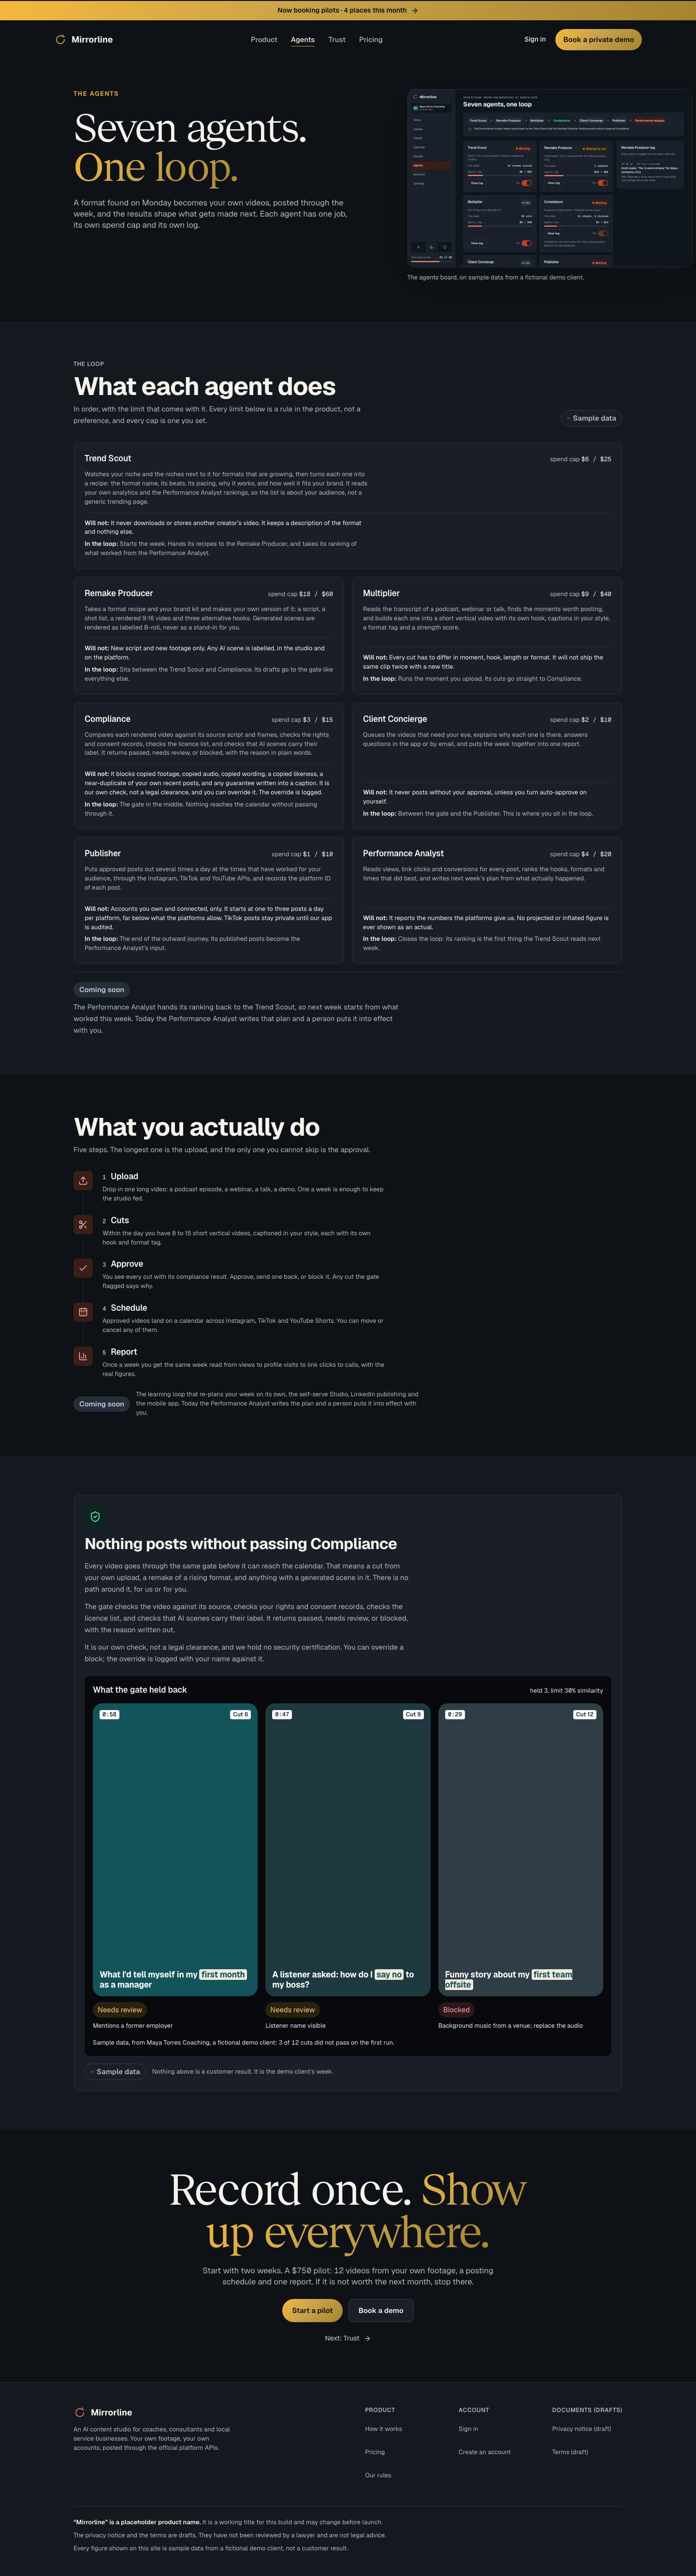 Now booking pilots · 4 places this month →
Mirrorline
Product
Agents
Trust
Pricing
Sign in
Book a private demo
THE AGENTS
Seven agents.
One loop.
A format found on Monday becomes your own videos, posted through the
week, and the results shape what gets made next. Each agent has one job,
its own spend cap and its own log.
Mirrorline
Seven agents, one loop
Trend Scout
Remake Producer
Multiplier
Compliance
Client Concierge
Publisher
Performance Analyst
Trend Scout
Remake Producer
Remake Producer log
View log
View log
Multiplier
Compliance
View log
View log
Client Concierge
Publisher
The agents board, on sample data from a fictional demo client.
THE LOOP
What each agent does
In order, with the limit that comes with it. Every limit below is a rule in the product, not a
preference, and every cap is one you set.
Sample data
Trend Scout
spend cap $6 / $25
Watches your niche and the niches next to it for formats that are growing, then turns each one into
a recipe: the format name, its beats, its pacing, why it works, and how well it fits your brand. It reads
your own analytics and the Performance Analyst rankings, so the list is about your audience, not a
generic trending page.
Will not: It never downloads or stores another creator's video. It keeps a description of the format
and nothing else.
In the loop: Starts the week. Hands its recipes to the Remake Producer, and takes its ranking of
what worked from the Performance Analyst.
Remake Producer
spend cap $18 / $60
Takes a format recipe and your brand kit and makes your own version of it: a script, a
shot list, a rendered 9:16 video and three alternative hooks. Generated scenes are
rendered as labelled B-roll, never as a stand-in for you.
Will not: New script and new footage only. Any AI scene is labelled, in the studio and
on the platform.
In the loop: Sits between the Trend Scout and Compliance. Its drafts go to the gate like
everything else.
Multiplier
spend cap $9 / $40
Reads the transcript of a podcast, webinar or talk, finds the moments worth posting,
and builds each one into a short vertical video with its own hook, captions in your style,
a format tag and a strength score.
Will not: Every cut has to differ in moment, hook, length or format. It will not ship the
same clip twice with a new title.
In the loop: Runs the moment you upload. Its cuts go straight to Compliance.
Compliance
spend cap $3 / $15
Compares each rendered video against its source script and frames, checks the rights
and consent records, checks the licence list, and checks that AI scenes carry their
label. It returns passed, needs review, or blocked, with the reason in plain words.
Will not: It blocks copied footage, copied audio, copied wording, a copied likeness, a
near-duplicate of your own recent posts, and any guarantee written into a caption. It is
our own check, not a legal clearance, and you can override it. The override is logged.
In the loop: The gate in the middle. Nothing reaches the calendar without passing
through it.
Client Concierge
spend cap $2 / $10
Queues the videos that need your eye, explains why each one is there, answers
questions in the app or by email, and puts the week together into one report.
Will not: It never posts without your approval, unless you turn auto-approve on
yourself.
In the loop: Between the gate and the Publisher. This is where you sit in the loop.
Publisher
spend cap $1 / $10
Puts approved posts out several times a day at the times that have worked for your
audience, through the Instagram, TikTok and YouTube APIs, and records the platform ID
of each post.
Will not: Accounts you own and connected, only. It starts at one to three posts a day
per platform, far below what the platforms allow. TikTok posts stay private until our app
is audited.
In the loop: The end of the outward journey. Its published posts become the
Performance Analyst's input.
Performance Analyst
spend cap $4 / $20
Reads views, link clicks and conversions for every post, ranks the hooks, formats and
times that did best, and writes next week's plan from what actually happened.
Will not: It reports the numbers the platforms give us. No projected or inflated figure is
ever shown as an actual.
In the loop: Closes the loop: its ranking is the first thing the Trend Scout reads next
week.
Coming soon
The Performance Analyst hands its ranking back to the Trend Scout, so next week starts from what
worked this week. Today the Performance Analyst writes that plan and a person puts it into effect
with you.
What you actually do
Five steps. The longest one is the upload, and the only one you cannot skip is the approval.
1 Upload
Drop in one long video: a podcast episode, a webinar, a talk, a demo. One a week is enough to keep
the studio fed.
2 Cuts
Within the day you have 8 to 15 short vertical videos, captioned in your style, each with its own
hook and format tag.
3 Approve
You see every cut with its compliance result. Approve, send one back, or block it. Any cut the gate
flagged says why.
4 Schedule
Approved videos land on a calendar across Instagram, TikTok and YouTube Shorts. You can move or
cancel any of them.
5 Report
Once a week you get the same week read from views to profile visits to link clicks to calls, with the
real figures.
Coming soon
The learning loop that re-plans your week on its own, the self-serve Studio, LinkedIn publishing and
the mobile app. Today the Performance Analyst writes the plan and a person puts it into effect with
you.
Nothing posts without passing Compliance
Every video goes through the same gate before it can reach the calendar. That means a cut from
your own upload, a remake of a rising format, and anything with a generated scene in it. There is no
path around it, for us or for you.
The gate checks the video against its source, checks your rights and consent records, checks the
licence list, and checks that AI scenes carry their label. It returns passed, needs review, or blocked,
with the reason written out.
It is our own check, not a legal clearance, and we hold no security certification. You can override a
block; the override is logged with your name against it.
What the gate held back
held 3, limit 30% similarity
0:58
Cut 6
What I'd tell myself in my first month
as a manager
Needs review
Mentions a former employer
0:47
Cut 9
A listener asked: how do I say no to
my boss?
Needs review
Listener name visible
0:29
Cut 12
Funny story about my first team
offsite
Blocked
Background music from a venue; replace the audio
Sample data, from Maya Torres Coaching, a fictional demo client: 3 of 12 cuts did not pass on the first run.
Sample data
Nothing above is a customer result. It is the demo client's week.
Record once. Show
up everywhere.
Start with two weeks. A $750 pilot: 12 videos from your own footage, a posting
schedule and one report. If it is not worth the next month, stop there.
Start a pilot
Book a demo
Next: Trust →
Mirrorline
An AI content studio for coaches, consultants and local
service businesses. Your own footage, your own
accounts, posted through the official platform APIs.
PRODUCT
How it works
Pricing
Our rules
ACCOUNT
Sign in
Create an account
DOCUMENTS (DRAFTS)
Privacy notice (draft)
Terms (draft)
"Mirrorline" is a placeholder product name. It is a working title for this build and may change before launch.
The privacy notice and the terms are drafts. They have not been reviewed by a lawyer and are not legal advice.
Every figure shown on this site is sample data from a fictional demo client, not a customer result.